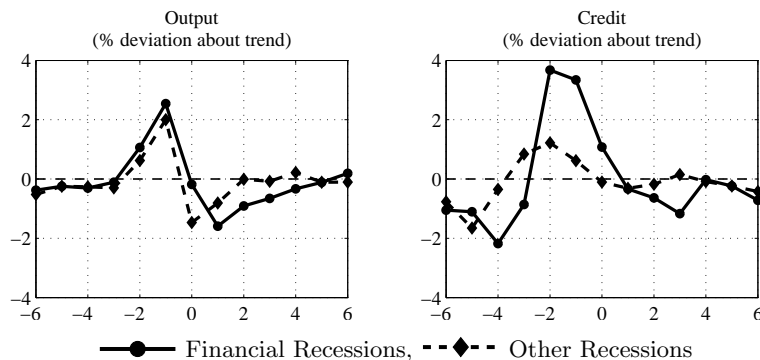 Output
(% deviation about trend)
4
2
0
−2
−4
−6 −4 −2 0 2 4 6
Credit
(% deviation about trend)
4
2
0
−2
−4
−6 −4 −2 0 2 4 6
Financial Recessions, Other Recessions